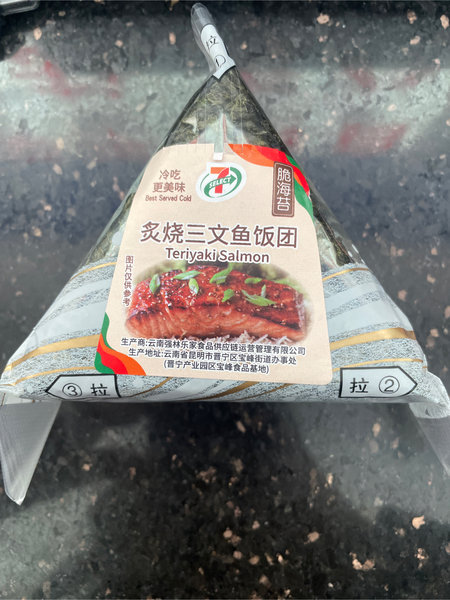 拉
①
冷吃
更美味
Best Served Cold
7
SELECT
脆海苔
炙烧三文鱼饭团
Teriyaki Salmon
图片仅供参考
生产商:云南强林乐家食品供应链运营管理有限公司
生产地址:云南省昆明市晋宁区宝峰街道办事处
(晋宁产业园区宝峰食品基地)
③ 拉
拉 ②